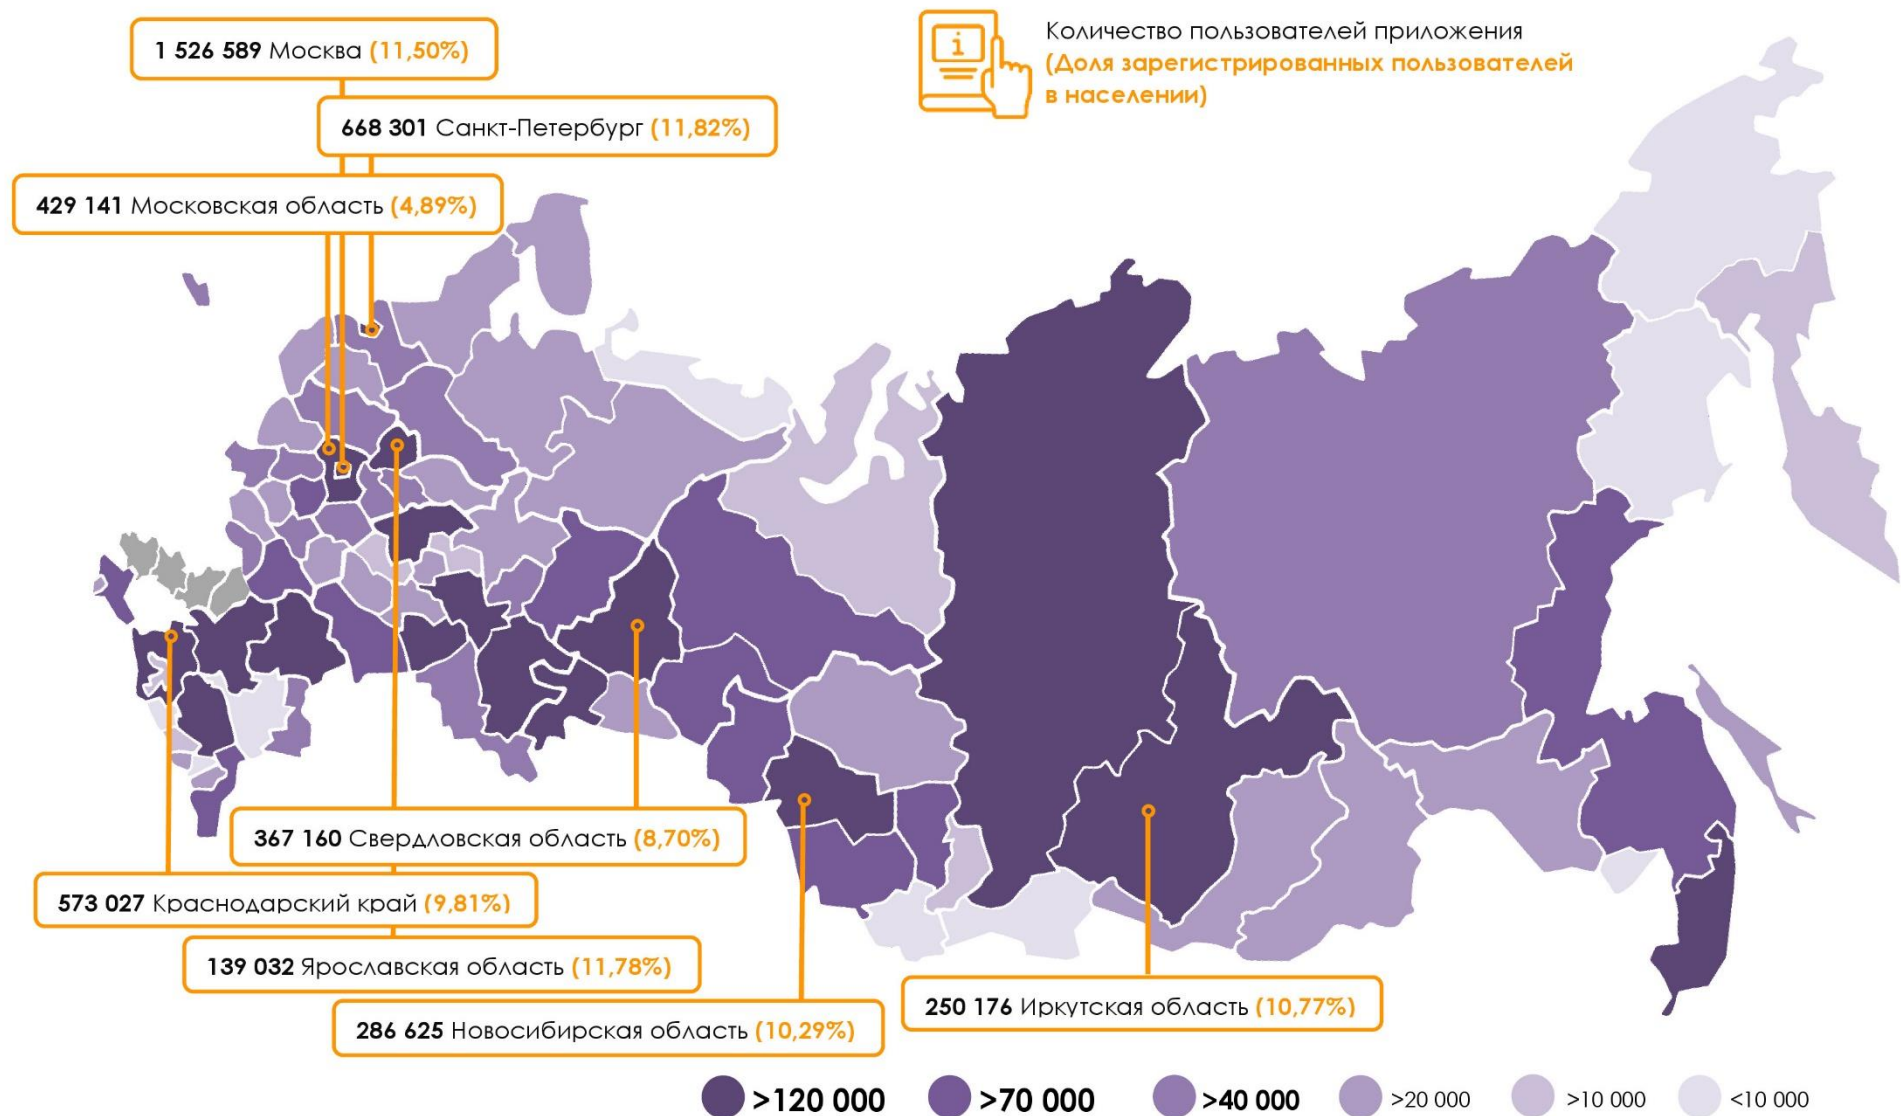 1 526 589 Москва (11,50%)
Количество пользователей приложения
(Доля зарегистрированных пользователей
в населении)
668 301 Санкт-Петербург (11,82%)
429 141 Московская область (4,89%)
367 160 Свердловская область (8,70%)
573 027 Краснодарский край (9,81%)
139 032 Ярославская область (11,78%)
286 625 Новосибирская область (10,29%)
250 176 Иркутская область (10,77%)
>120 000 >70 000 >40 000 >20 000 >10 000 <10 000